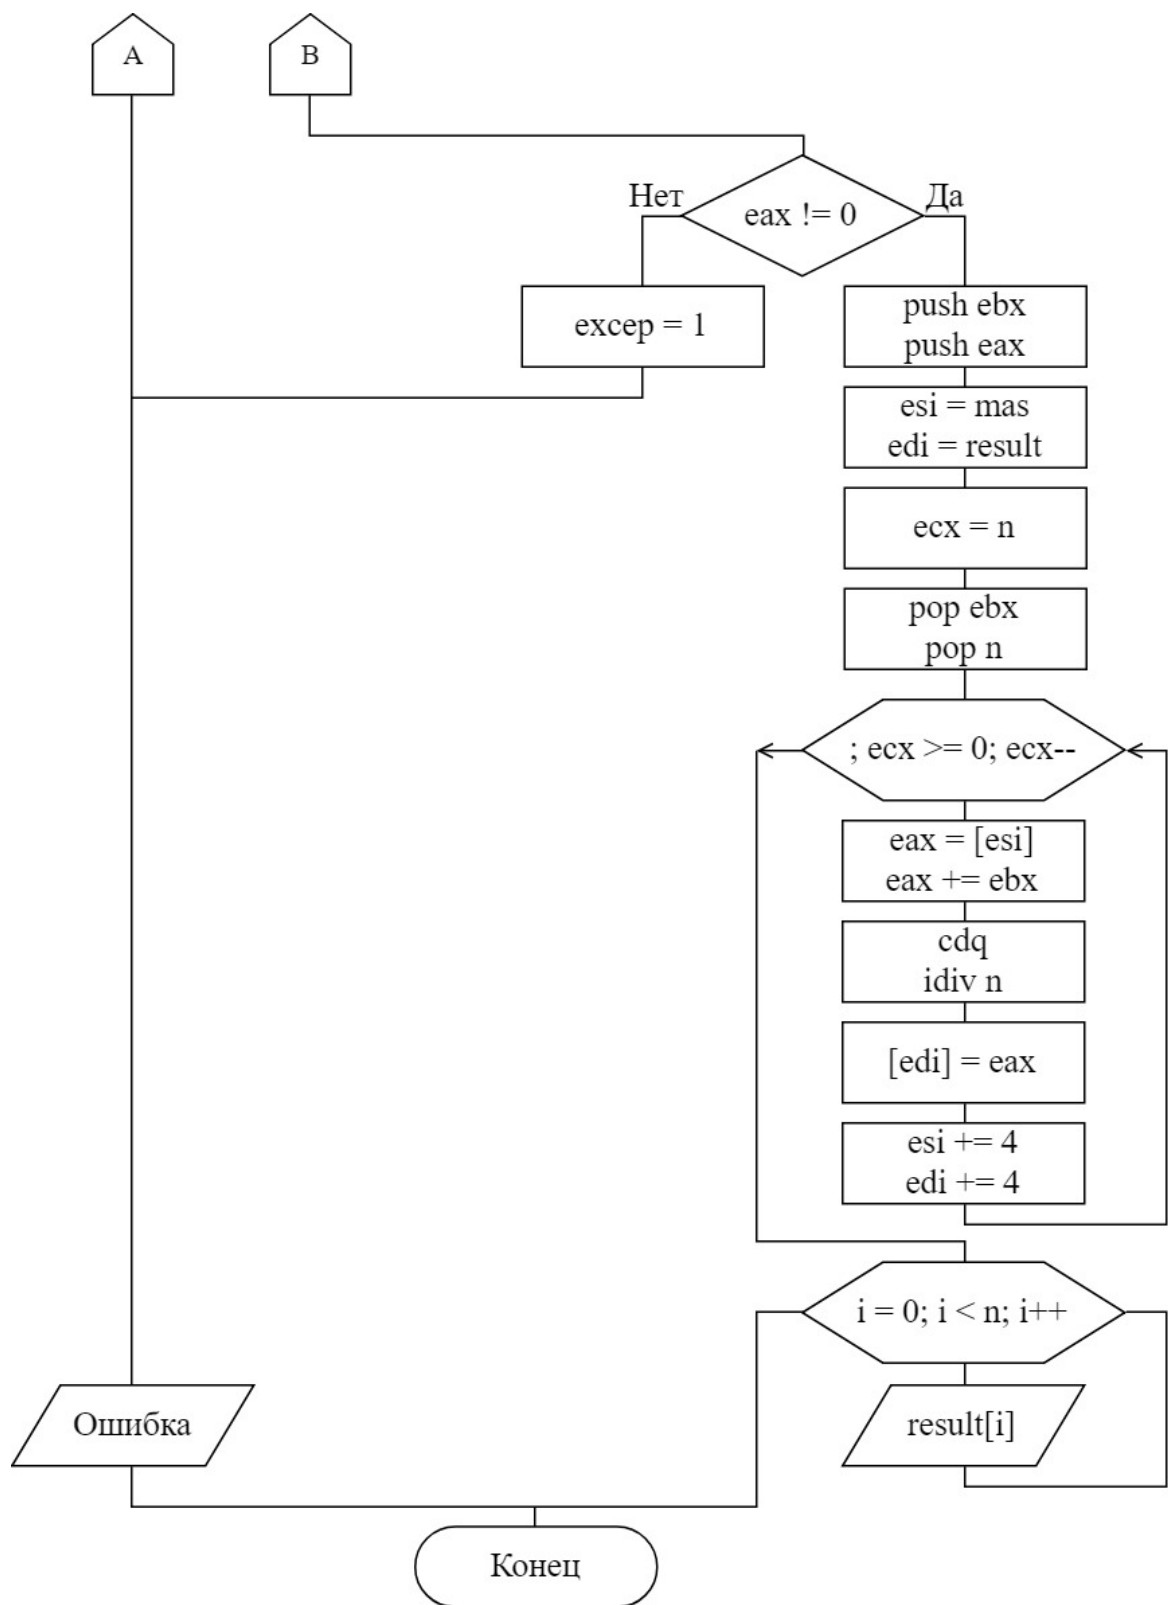 A
B
Нет
Да
eax != 0
excep = 1
push ebx
push eax
esi = mas
edi = result
ecx = n
pop ebx
pop n
; ecx >= 0; ecx--
eax = [esi]
eax += ebx
cdq
idiv n
[edi] = eax
esi += 4
edi += 4
i = 0; i < n; i++
Ошибка
result[i]
Конец